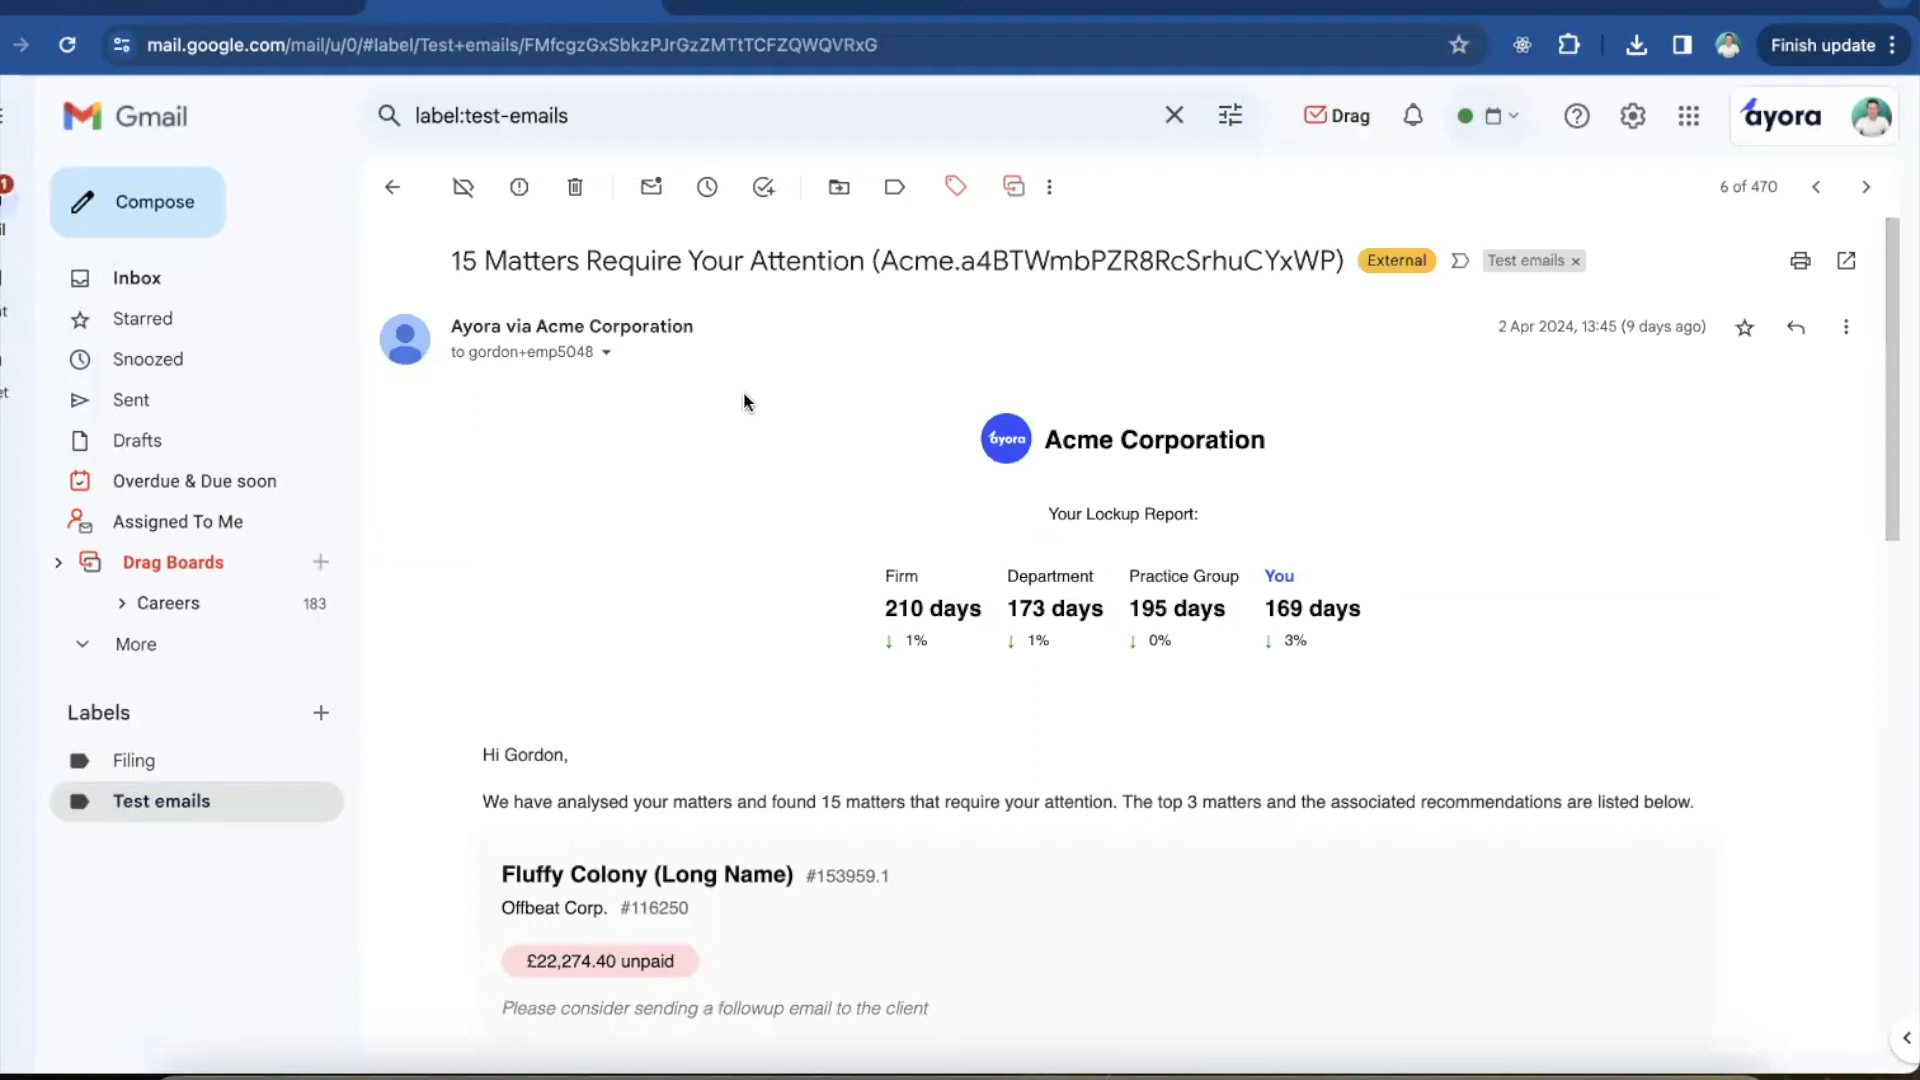 mail.google.com/mail/u/0/#label/Test+emails/FMfcgzGxSbkzPJrGzZMTtTCFZQWQVRxG
Finish update
Gmail
label:test-emails
Drag
ayora
1
Compose
6 of 470
15 Matters Require Your Attention (Acme.a4BTWmbPZR8RcSrhuCYxWP)
External
Test emails ×
Inbox
Starred
Snoozed
Sent
Drafts
Overdue & Due soon
Assigned To Me
Drag Boards
Careers 183
More
Labels
Filing
Test emails
Ayora via Acme Corporation
to gordon+emp5048
2 Apr 2024, 13:45 (9 days ago)
ayora
Acme Corporation
Your Lockup Report:
Firm Department Practice Group You
210 days 173 days 195 days 169 days
↓ 1% ↓ 1% ↓ 0% ↓ 3%
Hi Gordon,
We have analysed your matters and found 15 matters that require your attention. The top 3 matters and the associated recommendations are listed below.
Fluffy Colony (Long Name) #153959.1
Offbeat Corp. #116250
£22,274.40 unpaid
Please consider sending a followup email to the client